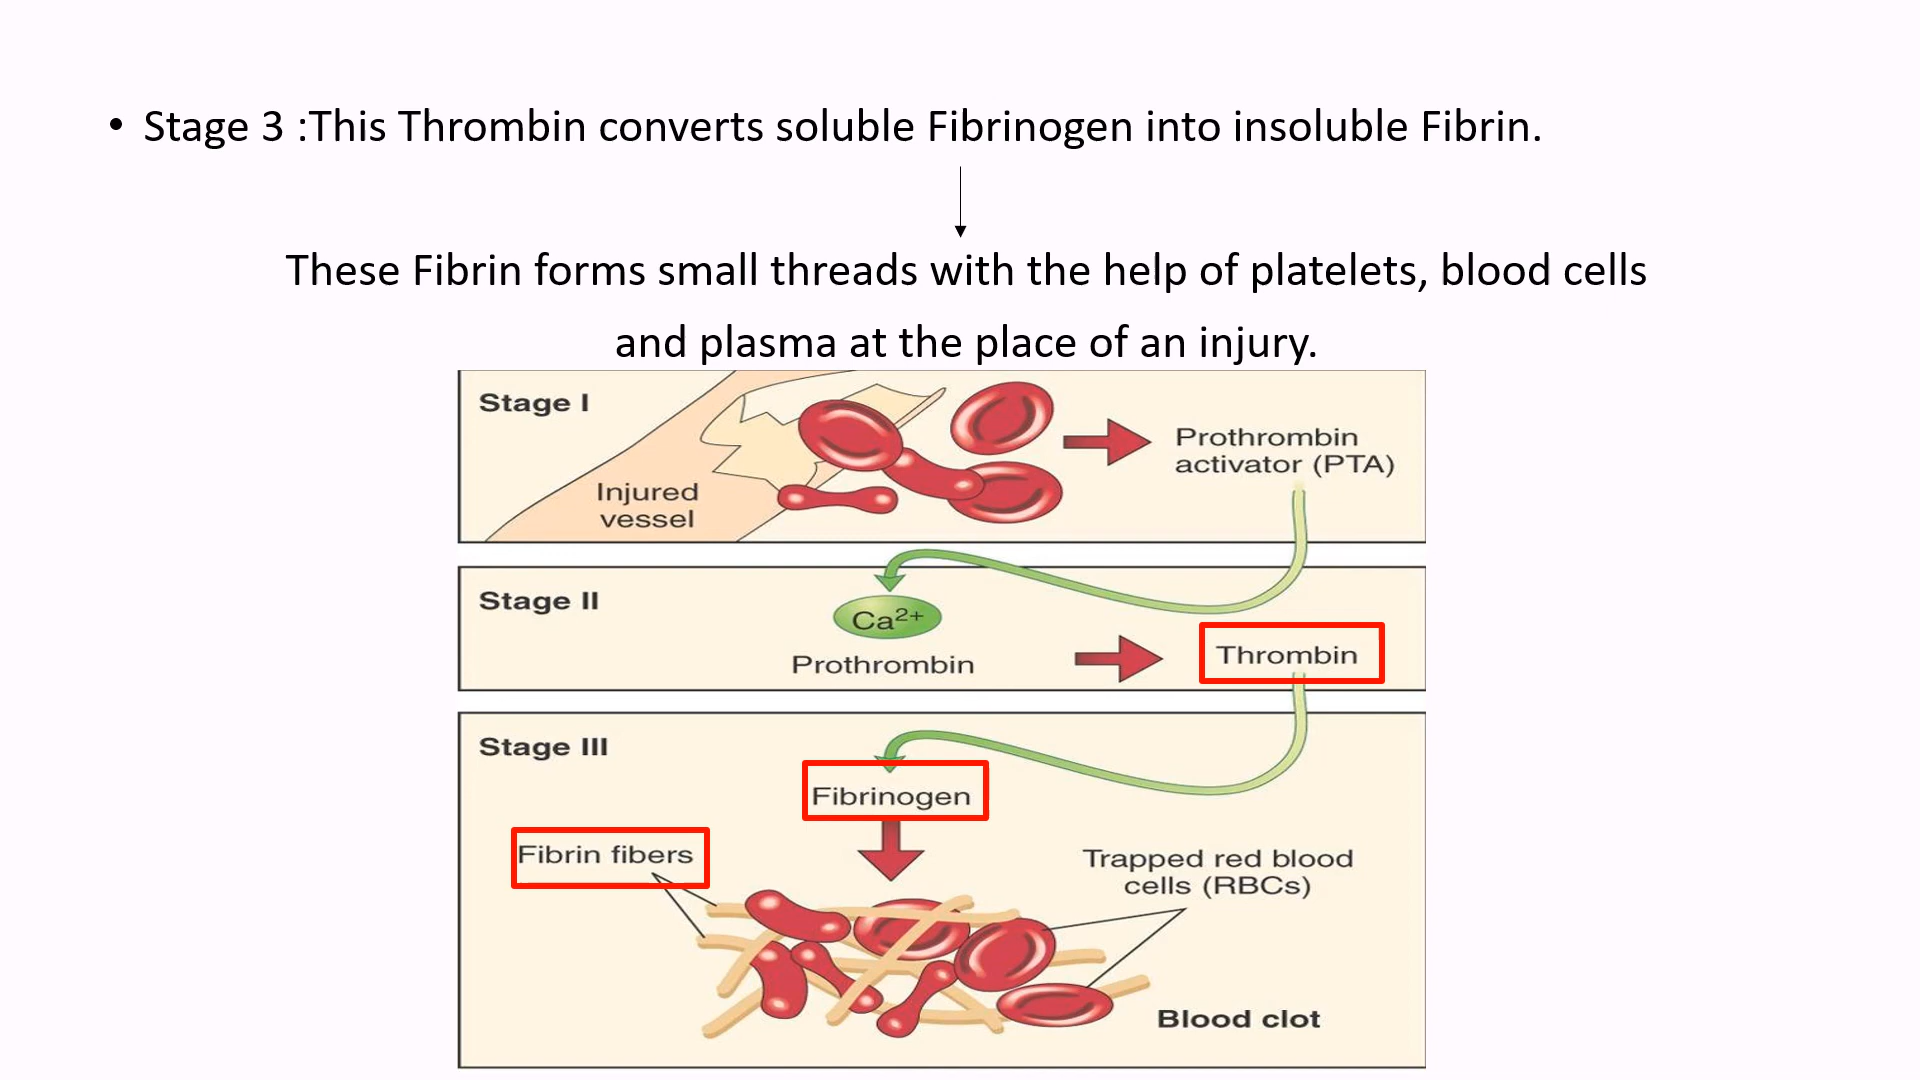 • Stage 3 :This Thrombin converts soluble Fibrinogen into insoluble Fibrin.
These Fibrin forms small threads with the help of platelets, blood cells
and plasma at the place of an injury.
Stage I
Prothrombin
activator (PTA)
Injured
vessel
Stage II
Ca²⁺
Prothrombin
Thrombin
Stage III
Fibrinogen
Fibrin fibers
Trapped red blood
cells (RBCs)
Blood clot